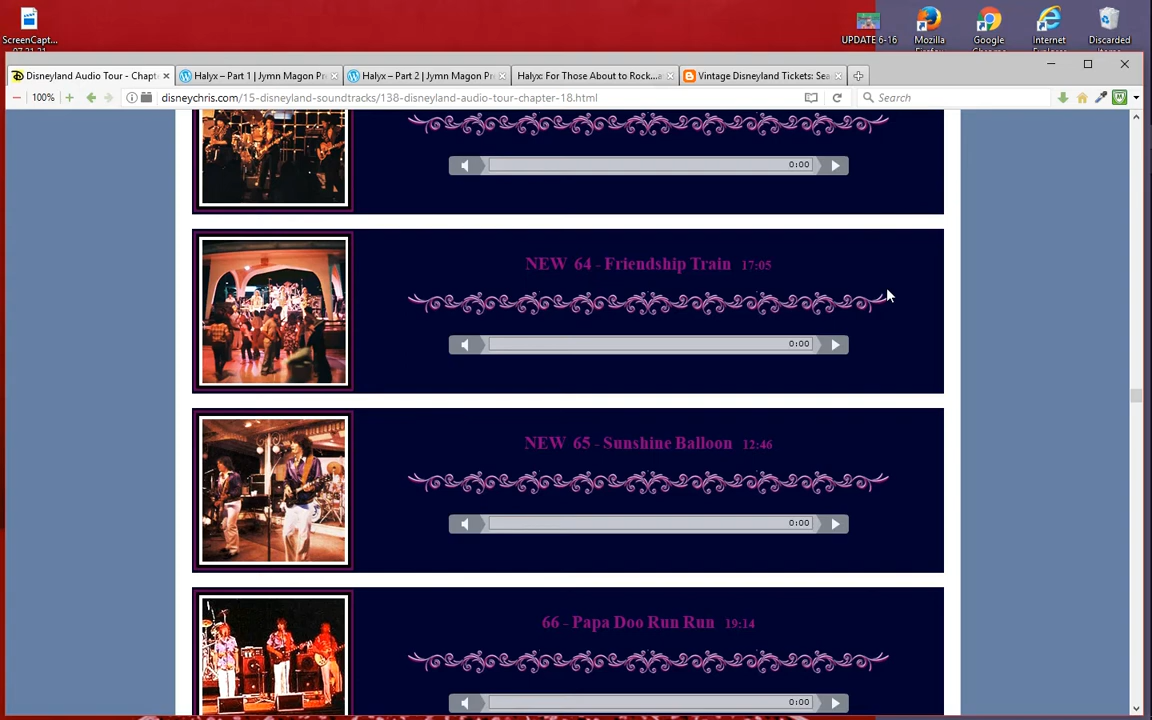 ScreenCapt...
UPDATE 6-16
Mozilla
Google
Internet
Discarded
Disneyland Audio Tour - Chapt
Halyx – Part 1 | Jymn Magon Pr
Halyx – Part 2 | Jymn Magon Pr
Halyx: For Those About to Rock...
Vintage Disneyland Tickets: Sea
100%
disneychris.com/15-disneyland-soundtracks/138-disneyland-audio-tour-chapter-18.html
Search
0:00
NEW 64 - Friendship Train 17:05
0:00
NEW 65 - Sunshine Balloon 12:46
0:00
66 - Papa Doo Run Run 19:14
0:00